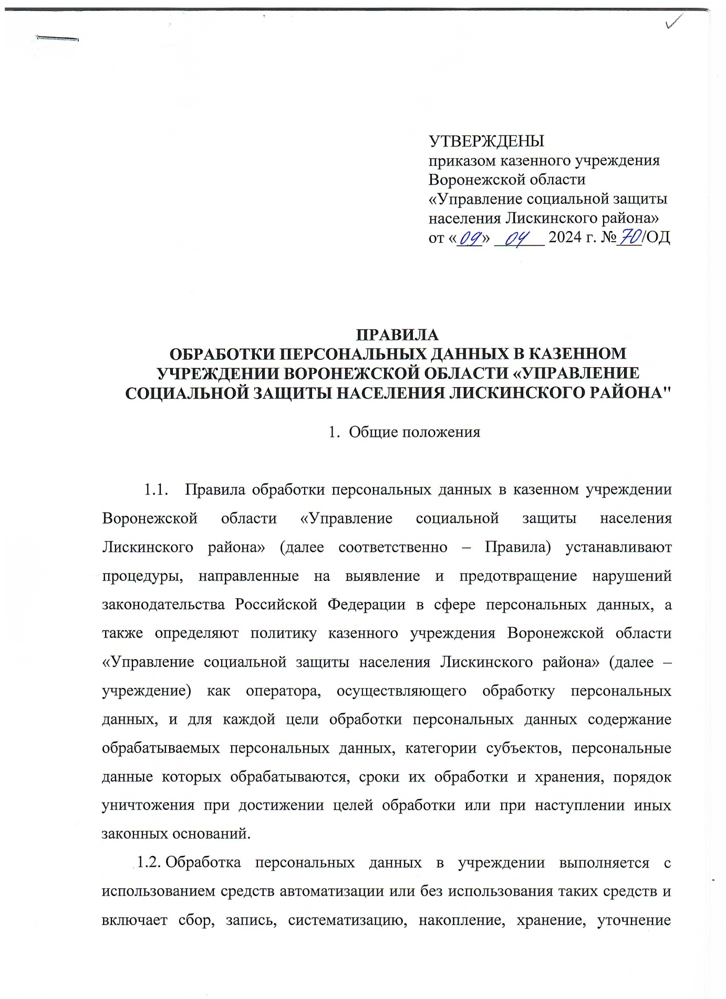 УТВЕРЖДЕНЫ
приказом казенного учреждения
Воронежской области
«Управление социальной защиты
населения Лискинского района»
от «09» 04 2024 г. №70/ОД
ПРАВИЛА
ОБРАБОТКИ ПЕРСОНАЛЬНЫХ ДАННЫХ В КАЗЕННОМ
УЧРЕЖДЕНИИ ВОРОНЕЖСКОЙ ОБЛАСТИ «УПРАВЛЕНИЕ
СОЦИАЛЬНОЙ ЗАЩИТЫ НАСЕЛЕНИЯ ЛИСКИНСКОГО РАЙОНА"
1. Общие положения
1.1. Правила обработки персональных данных в казенном учреждении
Воронежской области «Управление социальной защиты населения
Лискинского района» (далее соответственно – Правила) устанавливают
процедуры, направленные на выявление и предотвращение нарушений
законодательства Российской Федерации в сфере персональных данных, а
также определяют политику казенного учреждения Воронежской области
«Управление социальной защиты населения Лискинского района» (далее –
учреждение) как оператора, осуществляющего обработку персональных
данных, и для каждой цели обработки персональных данных содержание
обрабатываемых персональных данных, категории субъектов, персональные
данные которых обрабатываются, сроки их обработки и хранения, порядок
уничтожения при достижении целей обработки или при наступлении иных
законных оснований.
1.2. Обработка персональных данных в учреждении выполняется с
использованием средств автоматизации или без использования таких средств и
включает сбор, запись, систематизацию, накопление, хранение, уточнение